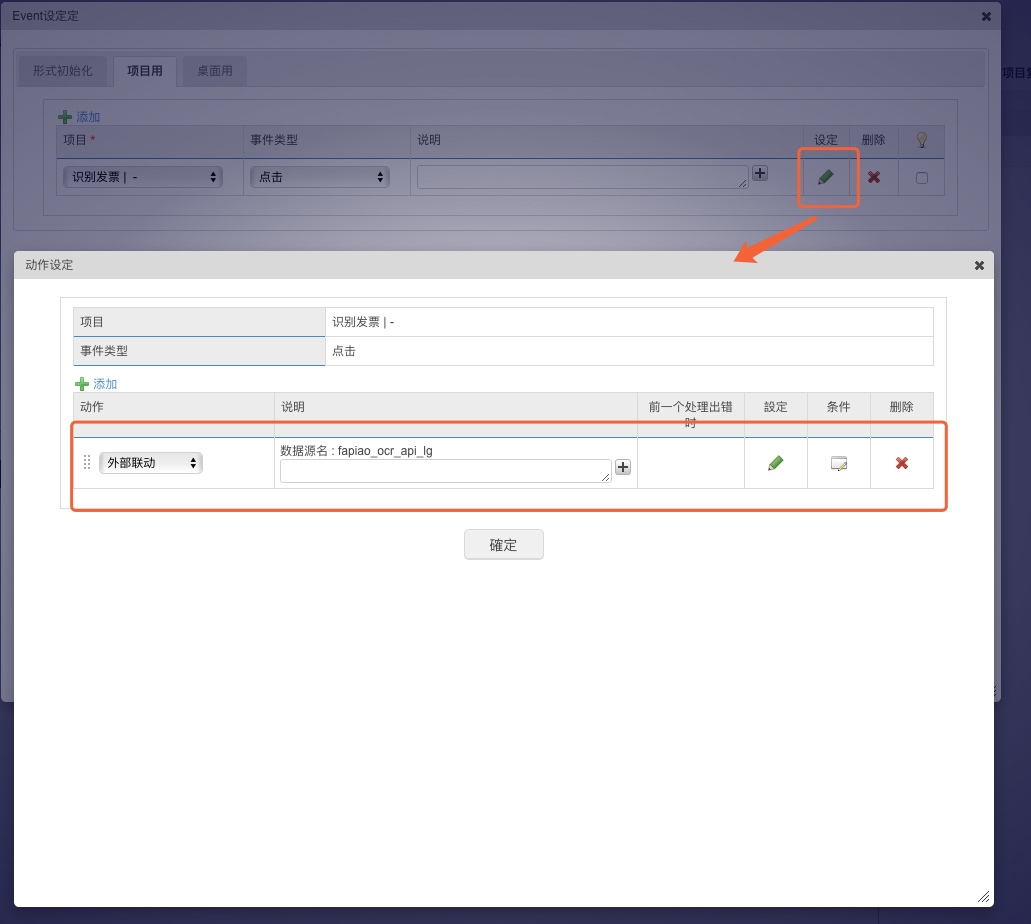 Event设定定
形式初始化 项目用 桌面用
添加
项目 * 事件类型 说明 设定 删除
识别发票 | - 点击
动作设定
项目 识别发票 | -
事件类型 点击
添加
动作 说明 前一个处理出错时 設定 条件 删除
数据源名 : fapiao_ocr_api_lg
外部联动
確定